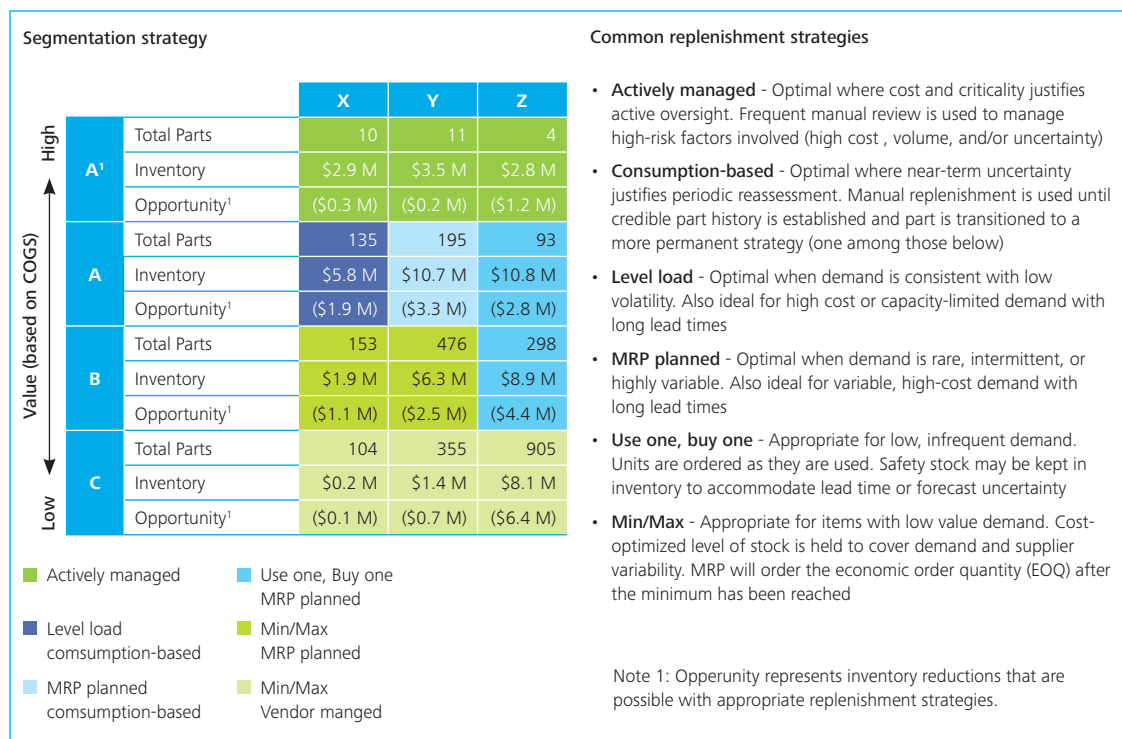 Segmentation strategy
X Y Z
High
Value (based on COGS)
Low
A¹
Total Parts 10 11 4
Inventory $2.9 M $3.5 M $2.8 M
Opportunity¹ ($0.3 M) ($0.2 M) ($1.2 M)
A
Total Parts 135 195 93
Inventory $5.8 M $10.7 M $10.8 M
Opportunity¹ ($1.9 M) ($3.3 M) ($2.8 M)
B
Total Parts 153 476 298
Inventory $1.9 M $6.3 M $8.9 M
Opportunity¹ ($1.1 M) ($2.5 M) ($4.4 M)
C
Total Parts 104 355 905
Inventory $0.2 M $1.4 M $8.1 M
Opportunity¹ ($0.1 M) ($0.7 M) ($6.4 M)
Actively managed
Level load
comsumption-based
MRP planned
comsumption-based
Use one, Buy one
MRP planned
Min/Max
MRP planned
Min/Max
Vendor manged
Common replenishment strategies
• Actively managed - Optimal where cost and criticality justifies
active oversight. Frequent manual review is used to manage
high-risk factors involved (high cost , volume, and/or uncertainty)
• Consumption-based - Optimal where near-term uncertainty
justifies periodic reassessment. Manual replenishment is used until
credible part history is established and part is transitioned to a
more permanent strategy (one among those below)
• Level load - Optimal when demand is consistent with low
volatility. Also ideal for high cost or capacity-limited demand with
long lead times
• MRP planned - Optimal when demand is rare, intermittent, or
highly variable. Also ideal for variable, high-cost demand with
long lead times
• Use one, buy one - Appropriate for low, infrequent demand.
Units are ordered as they are used. Safety stock may be kept in
inventory to accommodate lead time or forecast uncertainty
• Min/Max - Appropriate for items with low value demand. Cost-
optimized level of stock is held to cover demand and supplier
variability. MRP will order the economic order quantity (EOQ) after
the minimum has been reached
Note 1: Opperunity represents inventory reductions that are
possible with appropriate replenishment strategies.